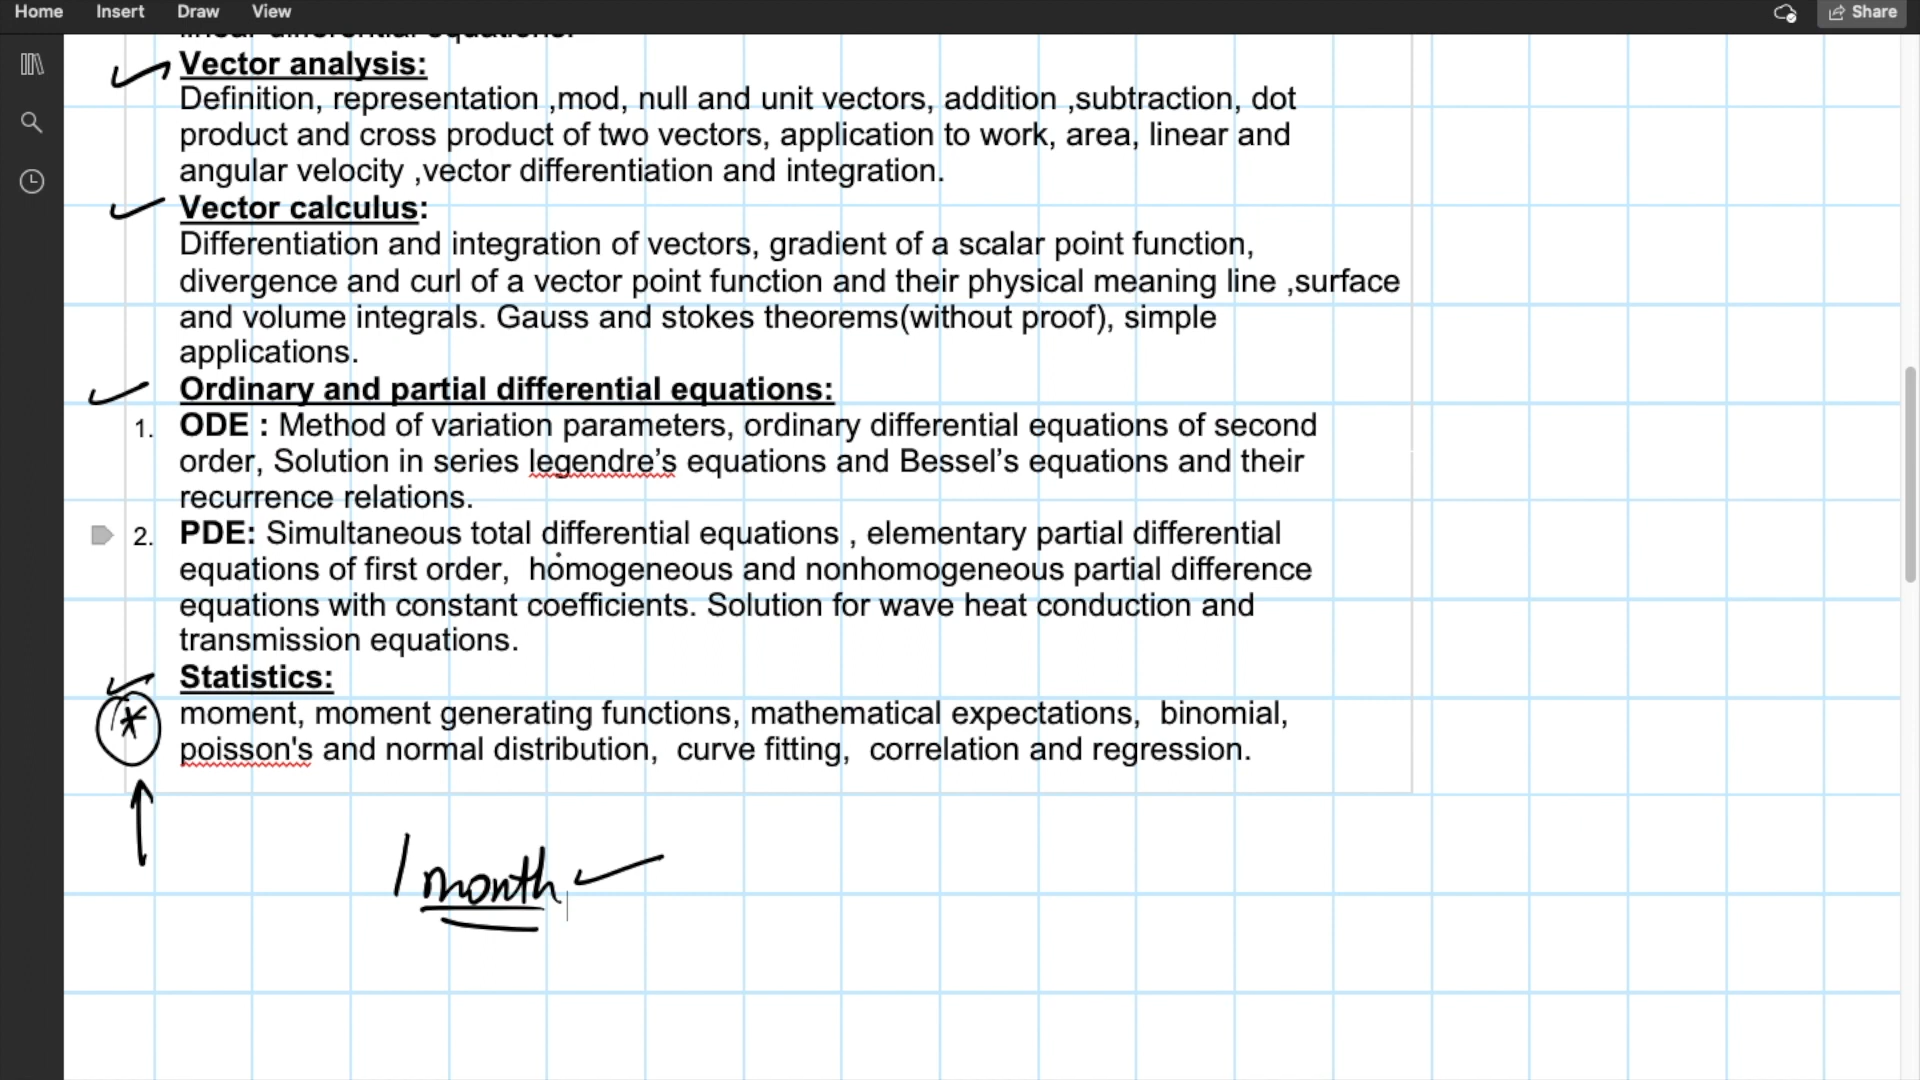 Home Insert Draw View Share
linear differential equations.
Vector analysis:
Definition, representation ,mod, null and unit vectors, addition ,subtraction, dot
product and cross product of two vectors, application to work, area, linear and
angular velocity ,vector differentiation and integration.
Vector calculus:
Differentiation and integration of vectors, gradient of a scalar point function,
divergence and curl of a vector point function and their physical meaning line ,surface
and volume integrals. Gauss and stokes theorems(without proof), simple
applications.
Ordinary and partial differential equations:
1. ODE : Method of variation parameters, ordinary differential equations of second
order, Solution in series legendre's equations and Bessel's equations and their
recurrence relations.
2. PDE: Simultaneous total differential equations , elementary partial differential
equations of first order, homogeneous and nonhomogeneous partial difference
equations with constant coefficients. Solution for wave heat conduction and
transmission equations.
Statistics:
moment, moment generating functions, mathematical expectations, binomial,
poisson's and normal distribution, curve fitting, correlation and regression.
1 month